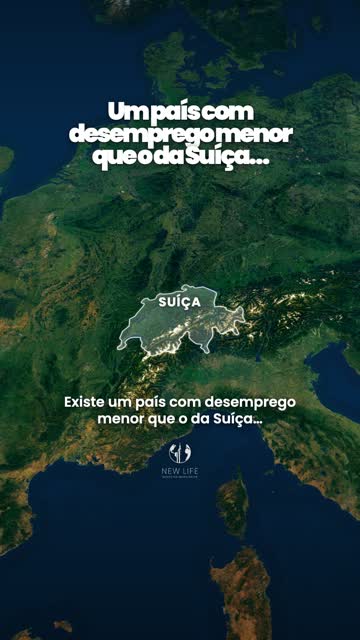 Um país com
desemprego menor
que o da Suíça...
SUÍÇA
Existe um país com desemprego
menor que o da Suíça...
NEW LIFE